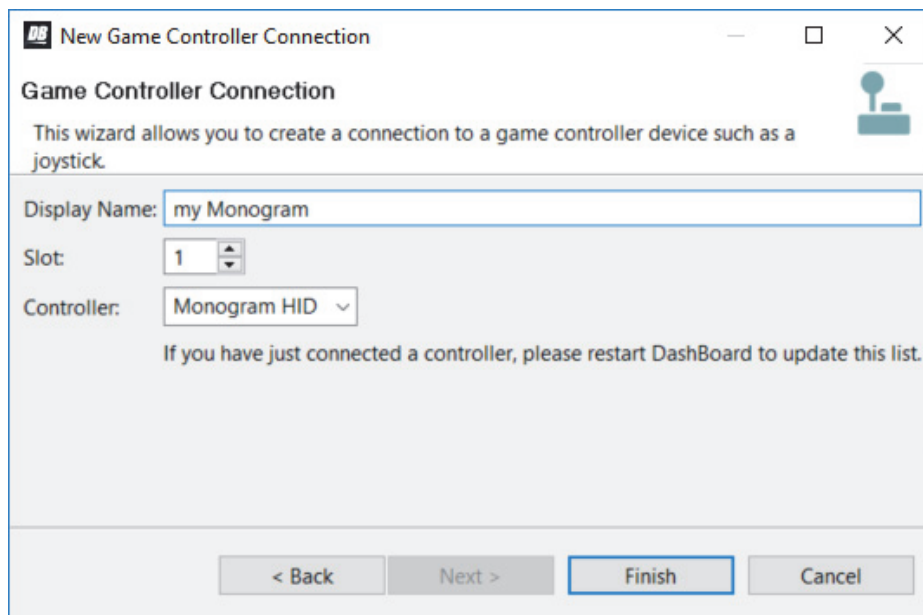 DB New Game Controller Connection
Game Controller Connection
This wizard allows you to create a connection to a game controller device such as a
joystick.
Display Name: my Monogram
Slot: 1
Controller: Monogram HID
If you have just connected a controller, please restart DashBoard to update this list.
< Back Next > Finish Cancel